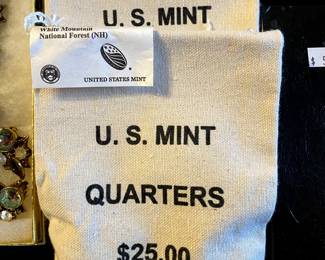 U. S. MINT
White Mountain
National Forest (NH)
UNITED STATES MINT
U. S. MINT
QUARTERS
$25.00
$